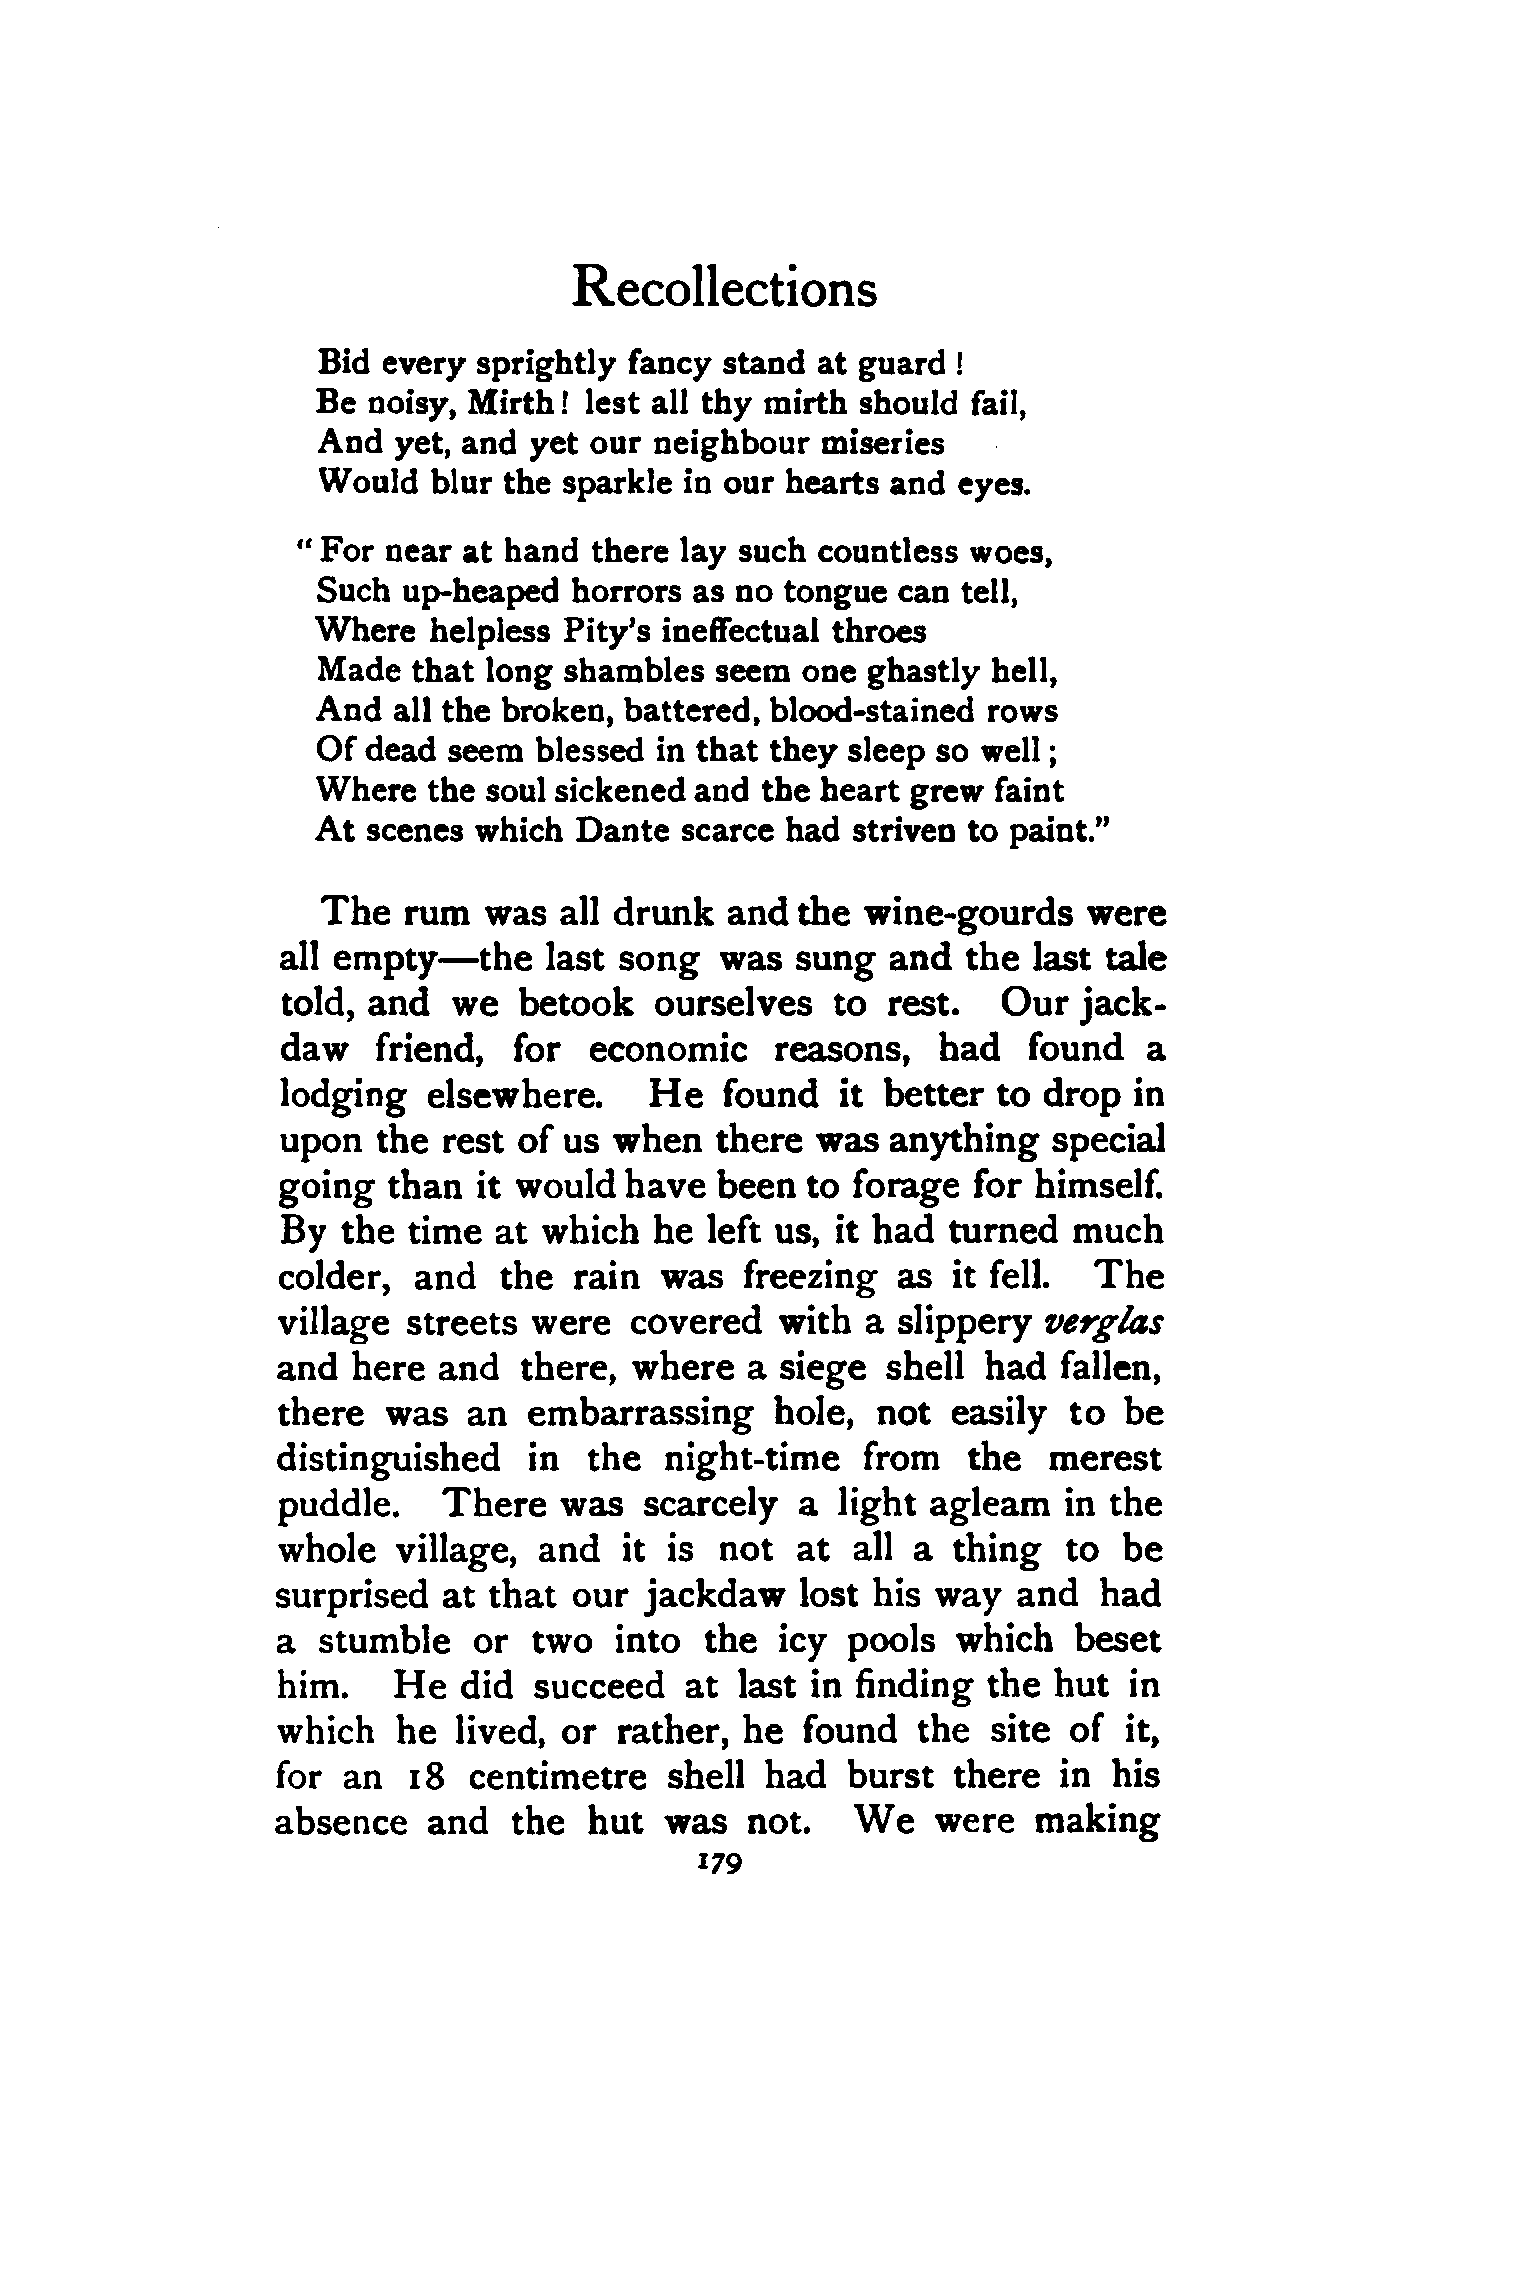 Recollections
Bid every sprightly fancy stand at guard !
Be noisy, Mirth! lest all thy mirth should fail,
And yet, and yet our neighbour miseries
Would blur the sparkle in our hearts and eyes.
“ For near at hand there lay such countless woes,
Such up-heaped horrors as no tongue can tell,
Where helpless Pity’s ineffectual throes
Made that long shambles seem one ghastly hell,
And all the broken, battered, blood-stained rows
Of dead seem blessed in that they sleep so well ;
Where the soul sickened and the heart grew faint
At scenes which Dante scarce had striven to paint.”
The rum was all drunk and the wine-gourds were
all empty—the last song was sung and the last tale
told, and we betook ourselves to rest. Our jack-
daw friend, for economic reasons, had found a
lodging elsewhere. He found it better to drop in
upon the rest of us when there was anything special
going than it would have been to forage for himself.
By the time at which he left us, it had turned much
colder, and the rain was freezing as it fell. The
village streets were covered with a slippery verglas
and here and there, where a siege shell had fallen,
there was an embarrassing hole, not easily to be
distinguished in the night-time from the merest
puddle. There was scarcely a light agleam in the
whole village, and it is not at all a thing to be
surprised at that our jackdaw lost his way and had
a stumble or two into the icy pools which beset
him. He did succeed at last in finding the hut in
which he lived, or rather, he found the site of it,
for an 18 centimetre shell had burst there in his
absence and the hut was not. We were making
179